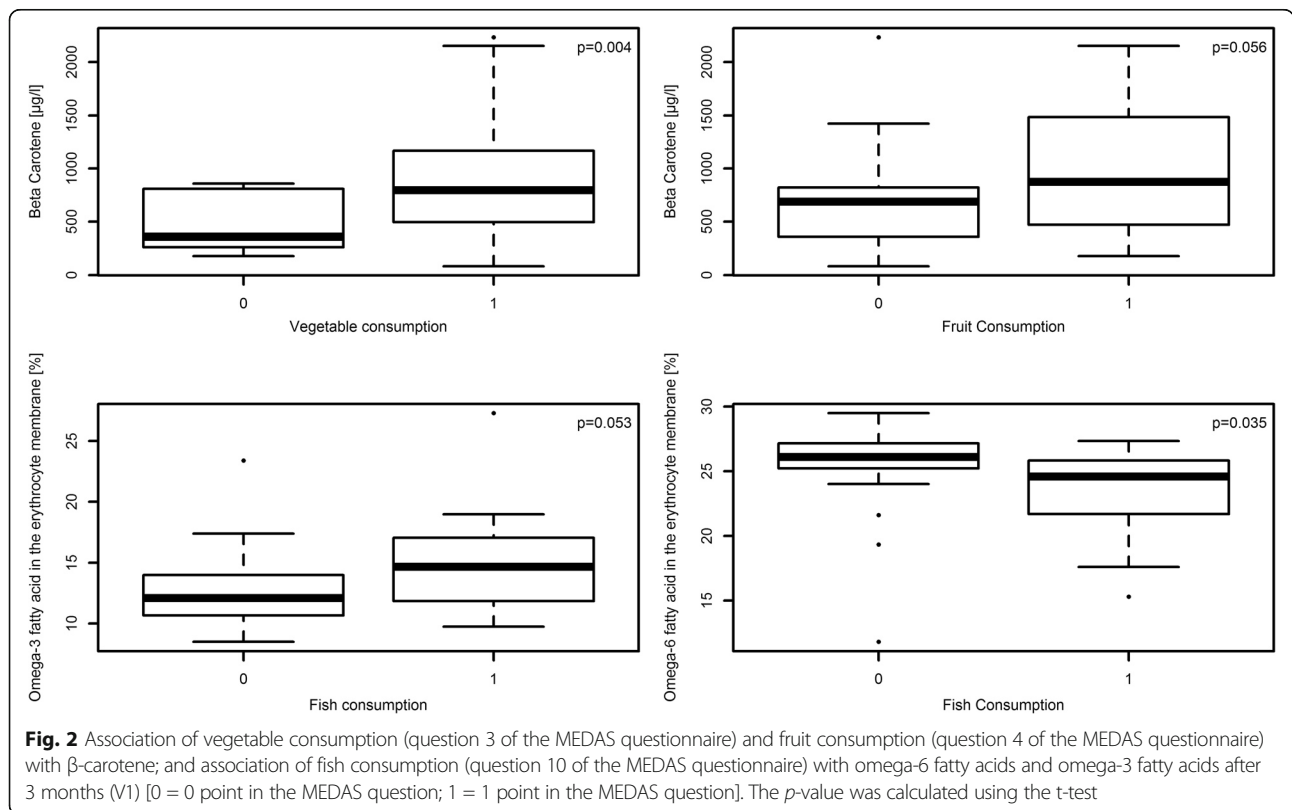 p=0.004
Beta Carotene [µg/l]
2000
1500
1000
500
0
0 1
Vegetable consumption
p=0.056
Beta Carotene [µg/l]
2000
1500
1000
500
0
0 1
Fruit Consumption
p=0.053
Omega-3 fatty acid in the erythrocyte membrane [%]
25
20
15
10
0 1
Fish consumption
p=0.035
Omega-6 fatty acid in the erythrocyte membrane [%]
30
25
20
15
0 1
Fish Consumption
Fig. 2 Association of vegetable consumption (question 3 of the MEDAS questionnaire) and fruit consumption (question 4 of the MEDAS questionnaire)
with β-carotene; and association of fish consumption (question 10 of the MEDAS questionnaire) with omega-6 fatty acids and omega-3 fatty acids after
3 months (V1) [0 = 0 point in the MEDAS question; 1 = 1 point in the MEDAS question]. The p-value was calculated using the t-test